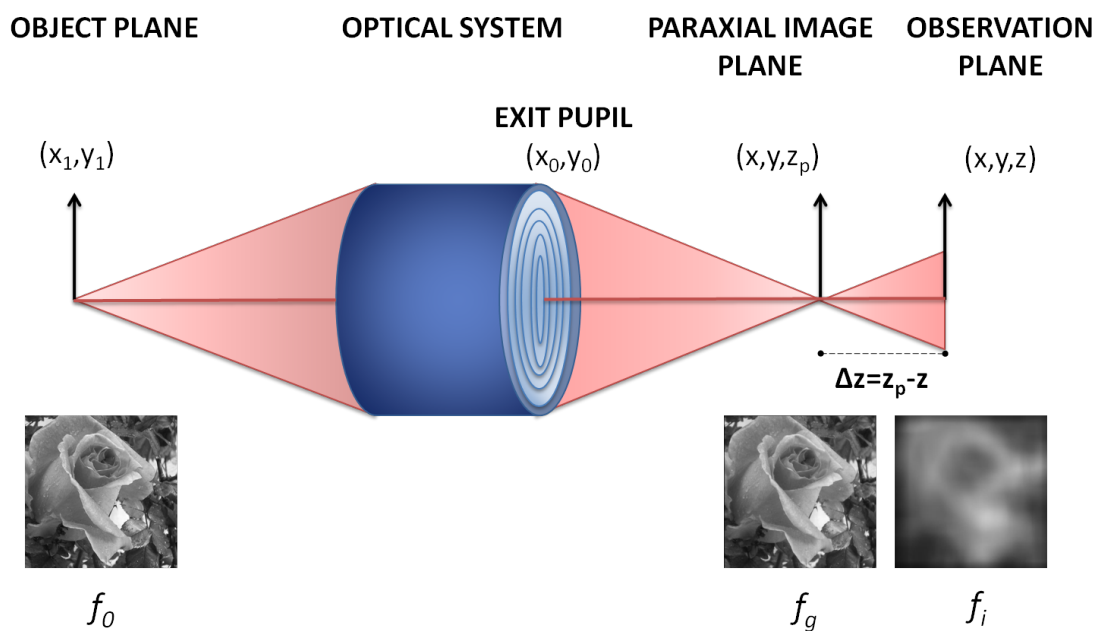 OBJECT PLANE
OPTICAL SYSTEM
PARAXIAL IMAGE
PLANE
OBSERVATION
PLANE
EXIT PUPIL
(x₁,y₁)
(x₀,y₀)
(x,y,zₚ)
(x,y,z)
Δz=zₚ-z
f₀
f_g
fᵢ